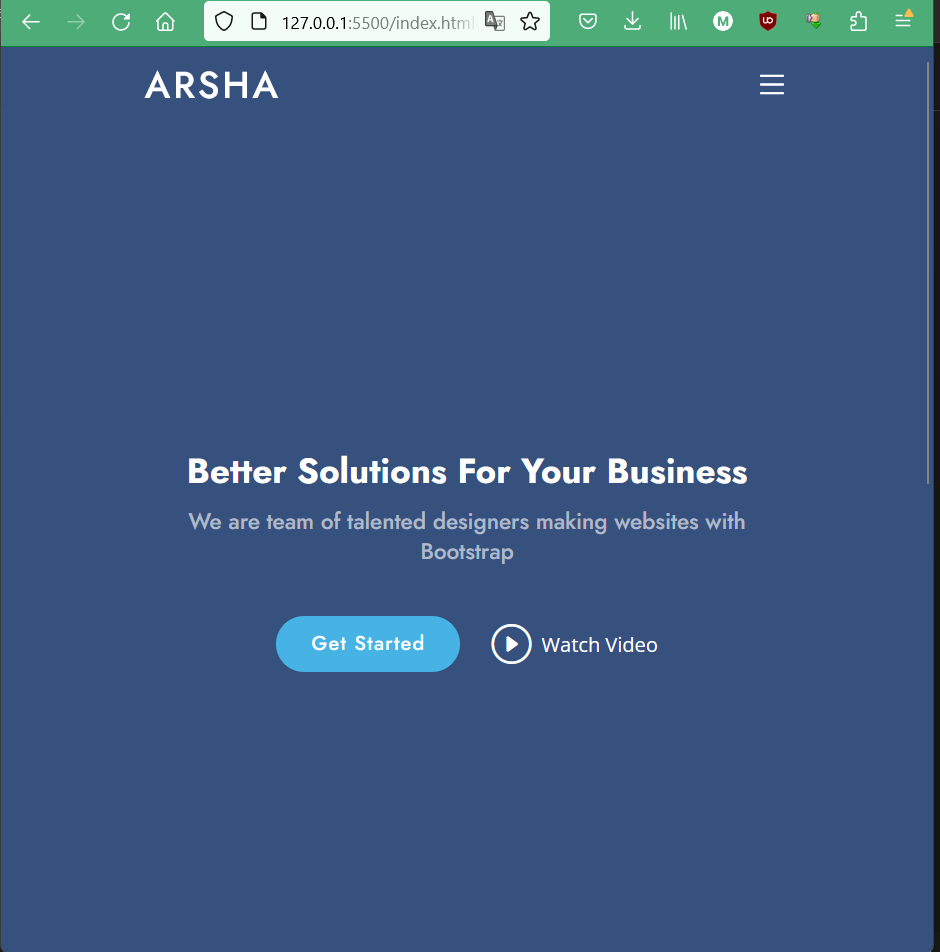 127.0.0.1:5500/index.html
ARSHA
Better Solutions For Your Business
We are team of talented designers making websites with
Bootstrap
Get Started
Watch Video